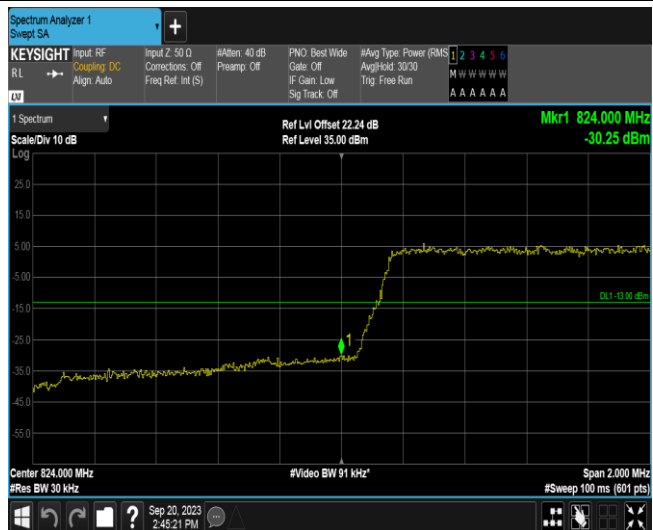 Spectrum Analyzer 1
Swept SA
+
KEYSIGHT
RL
LXI
Input: RF
Coupling: DC
Align: Auto
Input Z: 50 Ω
Corrections: Off
Freq Ref: Int (S)
#Atten: 40 dB
Preamp: Off
PNO: Best Wide
Gate: Off
IF Gain: Low
Sig Track: Off
#Avg Type: Power (RMS
Avg|Hold: 30/30
Trig: Free Run
1 2 3 4 5 6
M W W W W W
A A A A A A
1 Spectrum
Scale/Div 10 dB
Log
Ref Lvl Offset 22.24 dB
Ref Level 35.00 dBm
Mkr1 824.000 MHz
-30.25 dBm
25.0
15.0
5.00
-5.00
DL1 -13.00 dBm
-15.0
1
-25.0
-35.0
-45.0
-55.0
Center 824.000 MHz
#Res BW 30 kHz
#Video BW 91 kHz*
Span 2.000 MHz
#Sweep 100 ms (601 pts)
?
Sep 20, 2023
2:45:21 PM